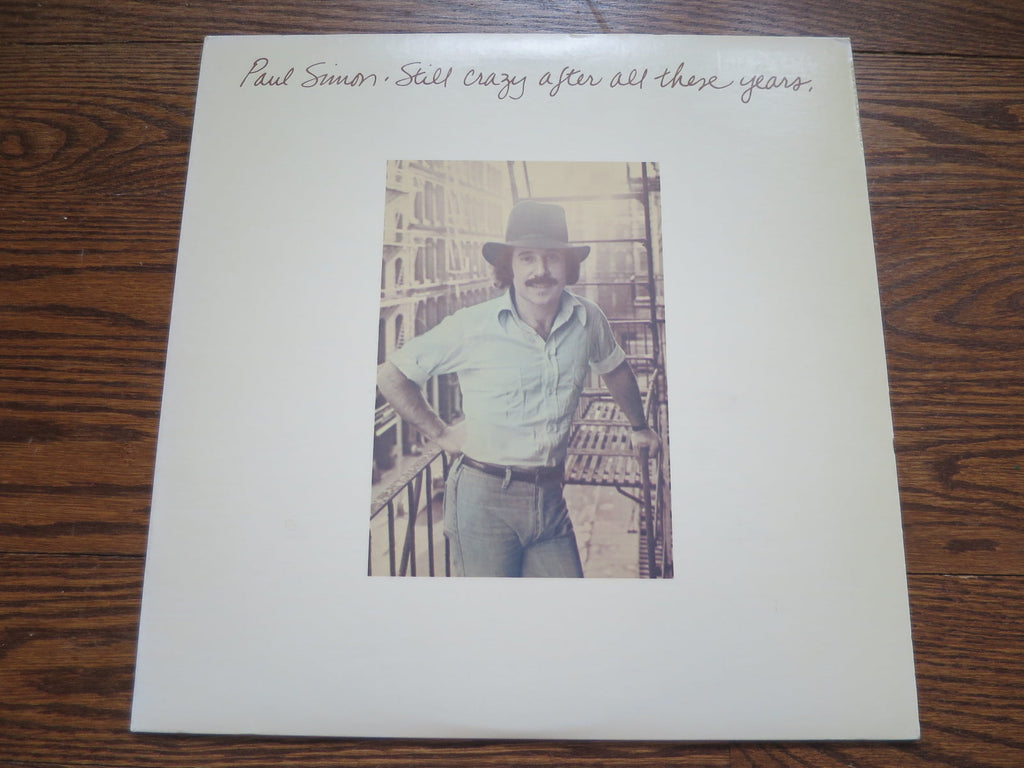 Paul Simon · Still crazy after all these years.